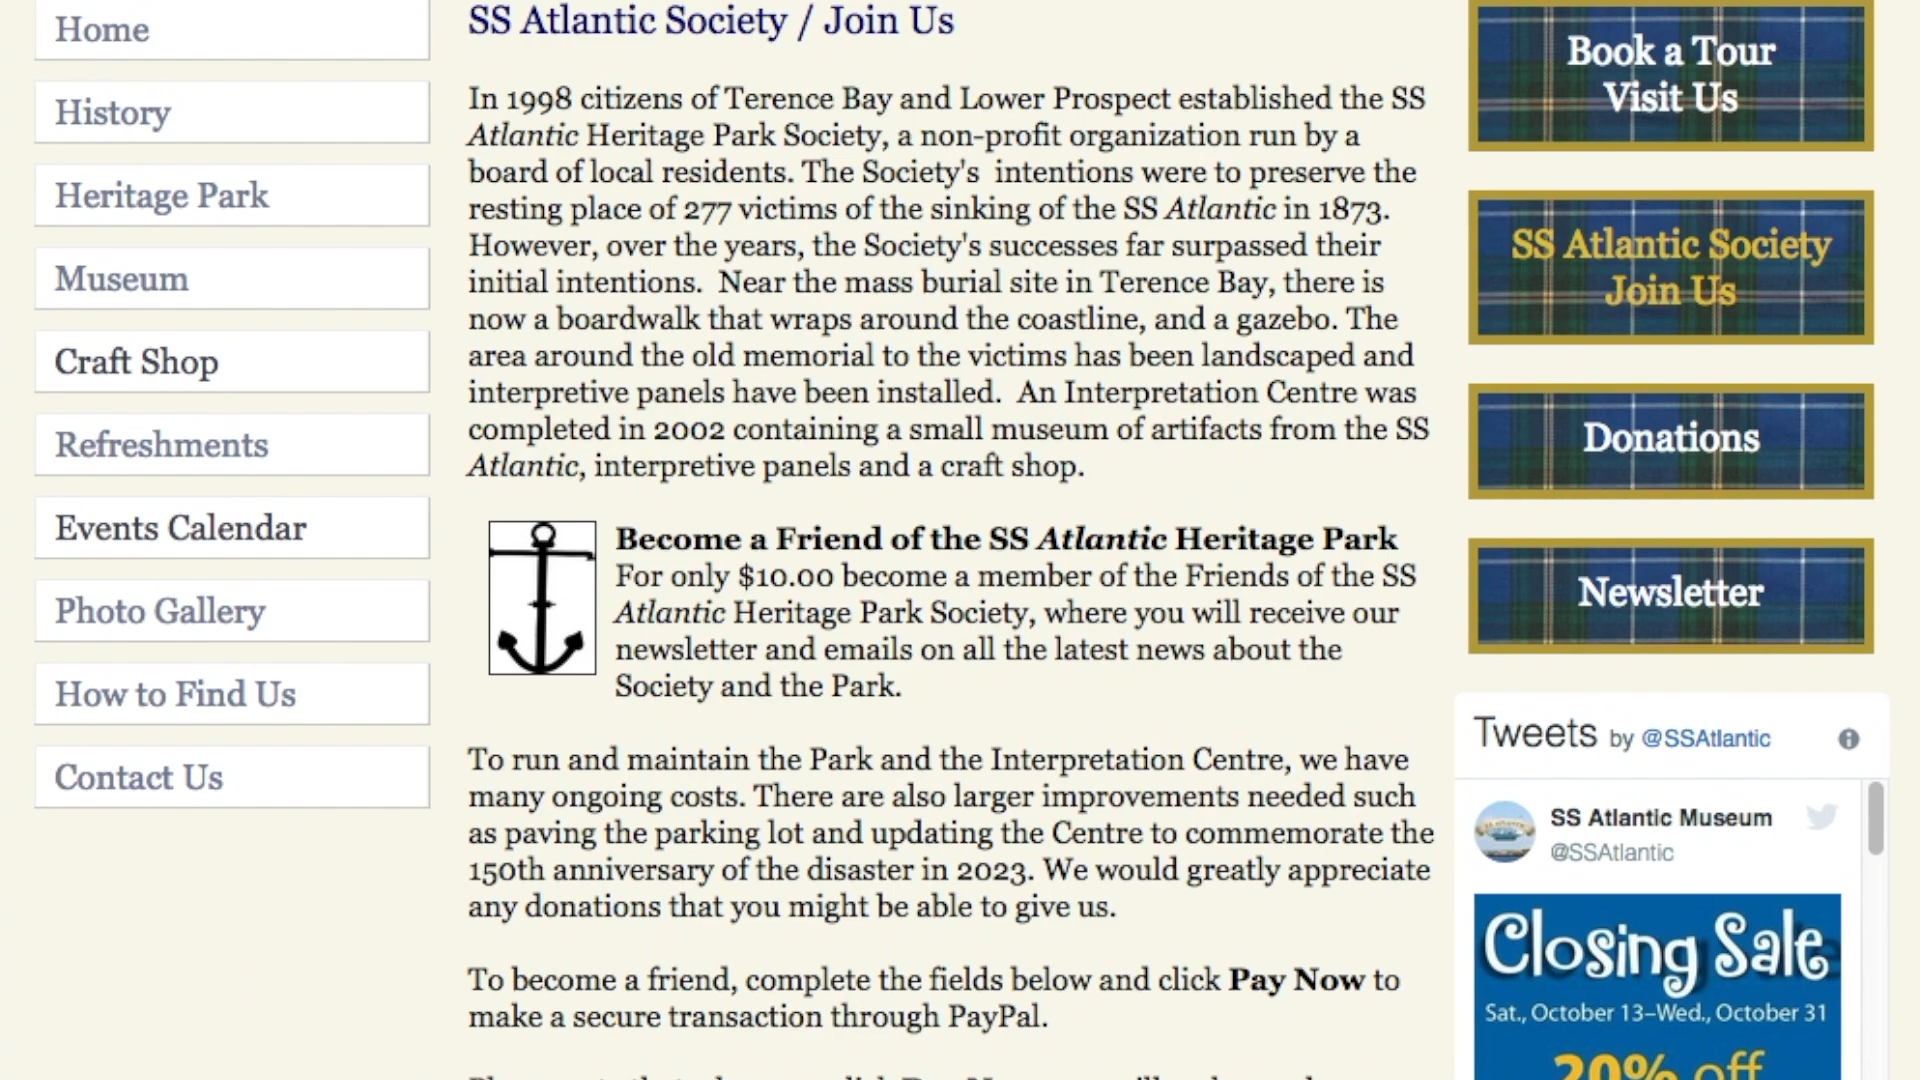 Home
History
Heritage Park
Museum
Craft Shop
Refreshments
Events Calendar
Photo Gallery
How to Find Us
Contact Us
SS Atlantic Society / Join Us
In 1998 citizens of Terence Bay and Lower Prospect established the SS
Atlantic Heritage Park Society, a non-profit organization run by a
board of local residents. The Society's intentions were to preserve the
resting place of 277 victims of the sinking of the SS Atlantic in 1873.
However, over the years, the Society's successes far surpassed their
initial intentions. Near the mass burial site in Terence Bay, there is
now a boardwalk that wraps around the coastline, and a gazebo. The
area around the old memorial to the victims has been landscaped and
interpretive panels have been installed. An Interpretation Centre was
completed in 2002 containing a small museum of artifacts from the SS
Atlantic, interpretive panels and a craft shop.
Become a Friend of the SS Atlantic Heritage Park
For only $10.00 become a member of the Friends of the SS
Atlantic Heritage Park Society, where you will receive our
newsletter and emails on all the latest news about the
Society and the Park.
To run and maintain the Park and the Interpretation Centre, we have
many ongoing costs. There are also larger improvements needed such
as paving the parking lot and updating the Centre to commemorate the
150th anniversary of the disaster in 2023. We would greatly appreciate
any donations that you might be able to give us.
To become a friend, complete the fields below and click Pay Now to
make a secure transaction through PayPal.
Book a Tour
Visit Us
SS Atlantic Society
Join Us
Donations
Newsletter
Tweets by @SSAtlantic
SS Atlantic Museum
@SSAtlantic
Closing Sale
Sat., October 13–Wed., October 31
20% off